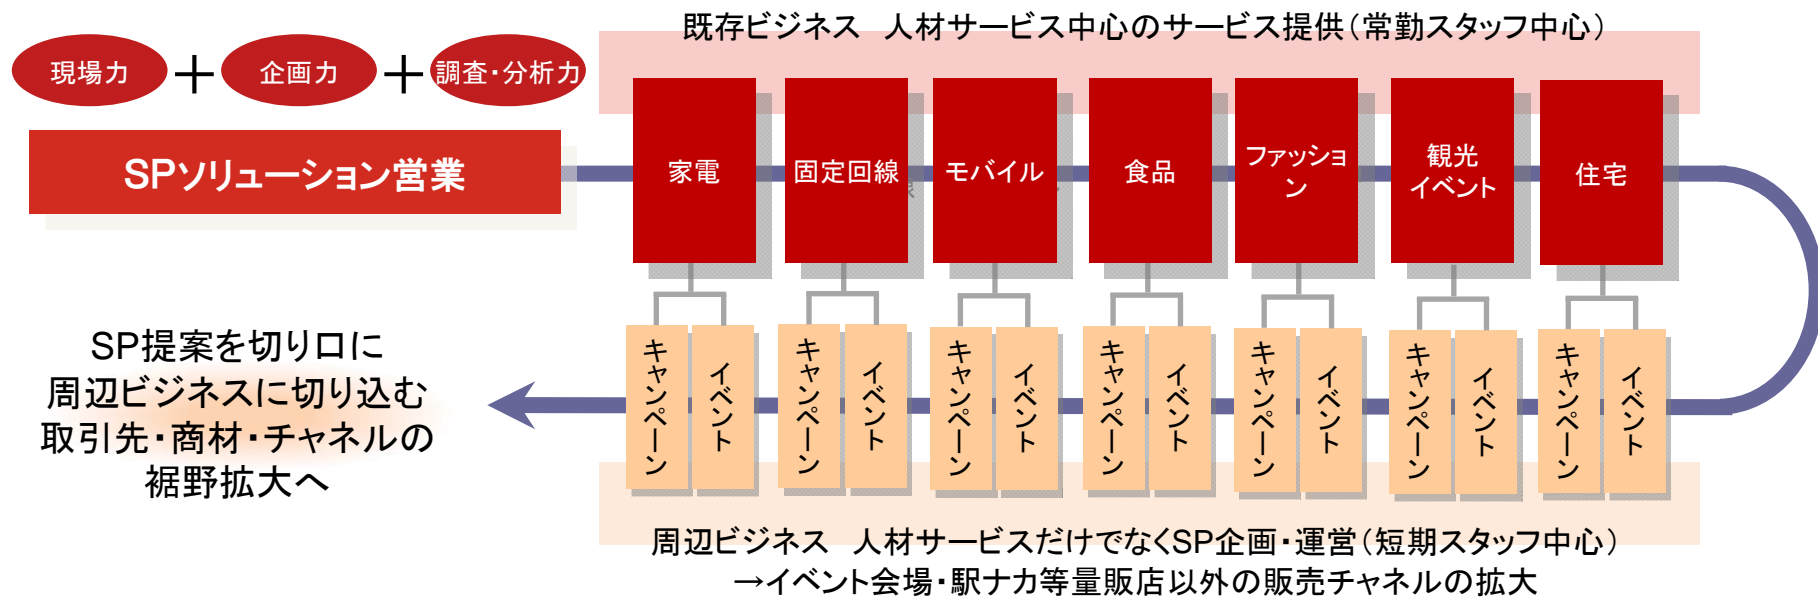 既存ビジネス　人材サービス中心のサービス提供（常勤スタッフ中心）
現場力
＋
企画力
＋
調査・分析力
SPソリューション営業
家電
固定回線
モバイル
食品
ファッショ
ン
観光
イベント
住宅
キャンペーン
イベント
キャンペーン
イベント
キャンペーン
イベント
キャンペーン
イベント
キャンペーン
イベント
キャンペーン
イベント
キャンペーン
イベント
SP提案を切り口に
周辺ビジネスに切り込む
取引先・商材・チャネルの
裾野拡大へ
周辺ビジネス　人材サービスだけでなくSP企画・運営（短期スタッフ中心）
→イベント会場・駅ナカ等量販店以外の販売チャネルの拡大